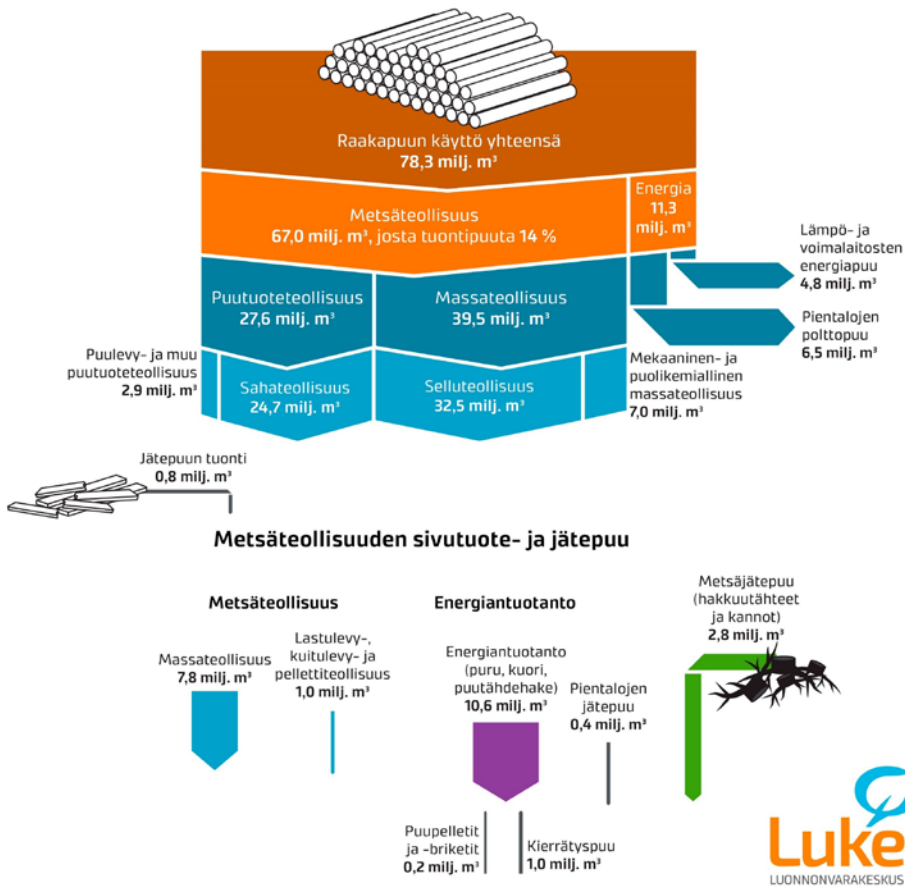 Raakapuun käyttö yhteensä
78,3 milj. m³
Metsäteollisuus
67,0 milj. m³, josta tuontipuuta 14 %
Energia
11,3
milj. m³
Lämpö- ja
voimalaitosten
energiapuu
4,8 milj. m³
Puutuoteteollisuus
27,6 milj. m³
Massateollisuus
39,5 milj. m³
Pientalojen
polttopuu
6,5 milj. m³
Puulevy- ja muu
puutuoteteollisuus
2,9 milj. m³
Sahateollisuus
24,7 milj. m³
Selluteollisuus
32,5 milj. m³
Mekaaninen- ja
puolikemiallinen
massateollisuus
7,0 milj. m³
Jätepuun tuonti
0,8 milj. m³
Metsäteollisuuden sivutuote- ja jätepuu
Metsäteollisuus
Energiantuotanto
Metsäjätepuu
(hakkuutähteet
ja kannot)
2,8 milj. m³
Massateollisuus
7,8 milj. m³
Lastulevy-,
kuitulevy- ja
pellettiteollisuus
1,0 milj. m³
Energiantuotanto
(puru, kuori,
puutähdehake)
10,6 milj. m³
Pientalojen
jätepuu
0,4 milj. m³
Puupelletit
ja -briketit
0,2 milj. m³
Kierrätyspuu
1,0 milj. m³
Luke
LUONNONVARAKESKUS